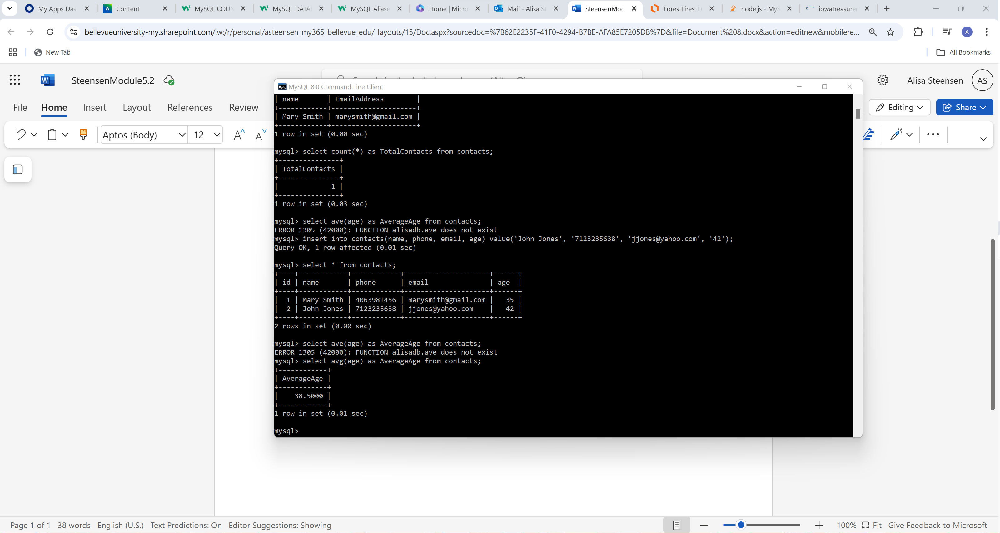 My Apps Das
Content
MySQL COUN
MySQL DATA
MySQL Aliase
Home | Micro
Mail - Alisa St
SteensenMod
ForestFires: L
node.js - MyS
iowatreasurer
bellevueuniversity-my.sharepoint.com/:w:/r/personal/asteensen_my365_bellevue_edu/_layouts/15/Doc.aspx?sourcedoc=%7B62E2235F-41F0-4294-B7BE-AFA85E7205DB%7D&file=Document%208.docx&action=editnew&mobilere...
A
New Tab
All Bookmarks
W
SteensenModule5.2
Alisa Steensen
AS
File Home Insert Layout References Review
Editing
Share
Aptos (Body)
12
MySQL 8.0 Command Line Client
| name       | EmailAddress        |
+------------+---------------------+
| Mary Smith | marysmith@gmail.com |
+------------+---------------------+
1 row in set (0.00 sec)
mysql> select count(*) as TotalContacts from contacts;
+---------------+
| TotalContacts |
+---------------+
|             1 |
+---------------+
1 row in set (0.03 sec)
mysql> select ave(age) as AverageAge from contacts;
ERROR 1305 (42000): FUNCTION alisadb.ave does not exist
mysql> insert into contacts(name, phone, email, age) value('John Jones', '7123235638', 'jjones@yahoo.com', '42');
Query OK, 1 row affected (0.01 sec)
mysql> select * from contacts;
+----+------------+------------+---------------------+------+
| id | name       | phone      | email               | age  |
+----+------------+------------+---------------------+------+
|  1 | Mary Smith | 4063981456 | marysmith@gmail.com |   35 |
|  2 | John Jones | 7123235638 | jjones@yahoo.com    |   42 |
+----+------------+------------+---------------------+------+
2 rows in set (0.00 sec)
mysql> select ave(age) as AverageAge from contacts;
ERROR 1305 (42000): FUNCTION alisadb.ave does not exist
mysql> select avg(age) as AverageAge from contacts;
+------------+
| AverageAge |
+------------+
|    38.5000 |
+------------+
1 row in set (0.01 sec)
mysql>
Page 1 of 1 38 words English (U.S.) Text Predictions: On Editor Suggestions: Showing
100% Fit Give Feedback to Microsoft